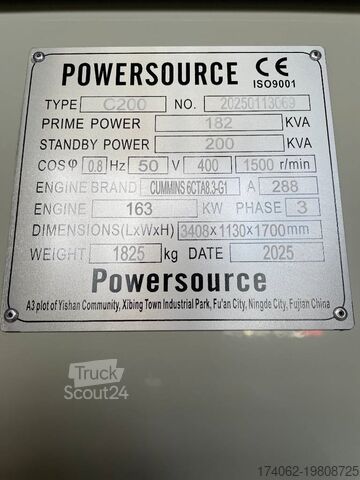 POWERSOURCE CE ISO9001
TYPE C200 NO. 20250113069
PRIME POWER 182 KVA
STANDBY POWER 200 KVA
COSφ 0.8 Hz 50 V 400 1500 r/min
ENGINE BRAND CUMMINS 6CTA8.3-G1 A 288
ENGINE 163 KW PHASE 3
DIMENSIONS(LxWxH) 3408x1130x1700mm
WEIGHT 1825 kg DATE 2025
Powersource
A3 plot of Yishan Community, Xibing Town Industrial Park, Fu'an City, Ningde City, Fujian China
Truck
Scout24
174062-19808725